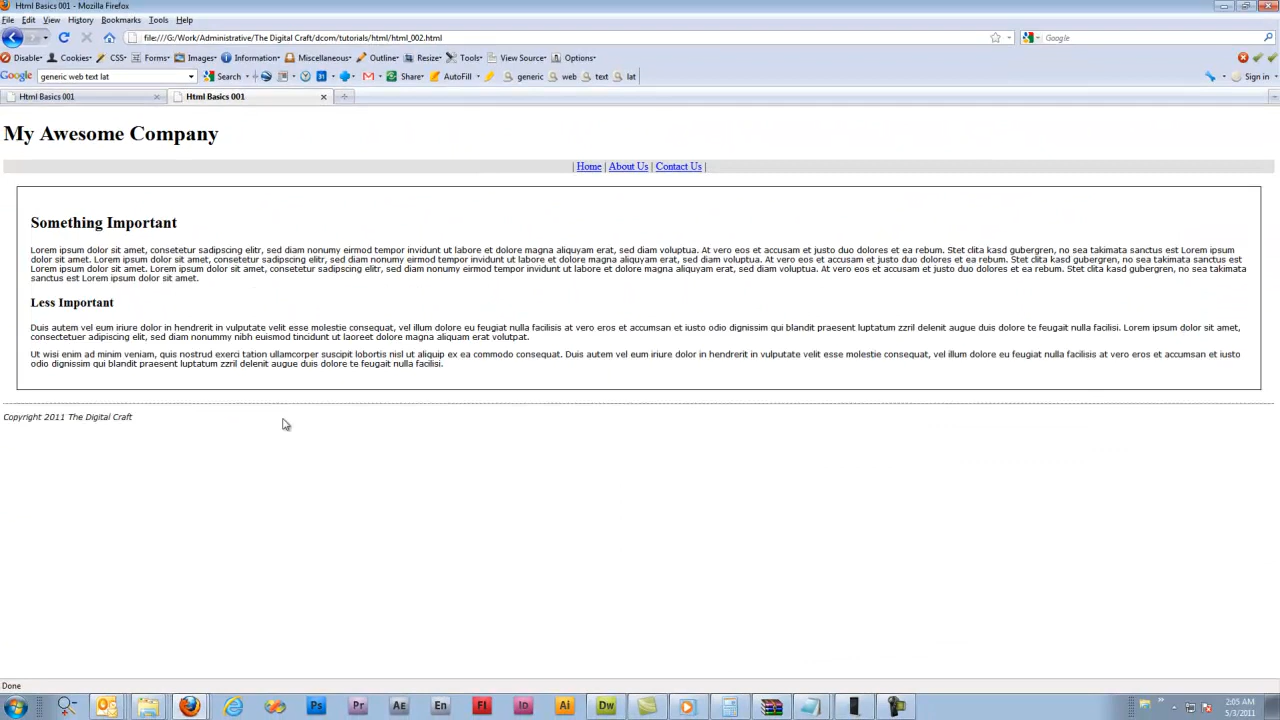 Html Basics 001 - Mozilla Firefox
File Edit View History Bookmarks Tools Help
file:///G:/Work/Administrative/The Digital Craft/dcom/tutorials/html/html_002.html
Google
Disable Cookies CSS Forms Images Information Miscellaneous Outline Resize Tools View Source Options
Google generic web text lat Search Share AutoFill generic web text lat Sign in
Html Basics 001 Html Basics 001
My Awesome Company
| Home | About Us | Contact Us |
Something Important
Lorem ipsum dolor sit amet, consetetur sadipscing elitr, sed diam nonumy eirmod tempor invidunt ut labore et dolore magna aliquyam erat, sed diam voluptua. At vero eos et accusam et justo duo dolores et ea rebum. Stet clita kasd gubergren, no sea takimata sanctus est Lorem ipsum
dolor sit amet. Lorem ipsum dolor sit amet, consetetur sadipscing elitr, sed diam nonumy eirmod tempor invidunt ut labore et dolore magna aliquyam erat, sed diam voluptua. At vero eos et accusam et justo duo dolores et ea rebum. Stet clita kasd gubergren, no sea takimata sanctus est
Lorem ipsum dolor sit amet. Lorem ipsum dolor sit amet, consetetur sadipscing elitr, sed diam nonumy eirmod tempor invidunt ut labore et dolore magna aliquyam erat, sed diam voluptua. At vero eos et accusam et justo duo dolores et ea rebum. Stet clita kasd gubergren, no sea takimata
sanctus est Lorem ipsum dolor sit amet.
Less Important
Duis autem vel eum iriure dolor in hendrerit in vulputate velit esse molestie consequat, vel illum dolore eu feugiat nulla facilisis at vero eros et accumsan et iusto odio dignissim qui blandit praesent luptatum zzril delenit augue duis dolore te feugait nulla facilisi. Lorem ipsum dolor sit amet,
consectetuer adipiscing elit, sed diam nonummy nibh euismod tincidunt ut laoreet dolore magna aliquam erat volutpat.
Ut wisi enim ad minim veniam, quis nostrud exerci tation ullamcorper suscipit lobortis nisl ut aliquip ex ea commodo consequat. Duis autem vel eum iriure dolor in hendrerit in vulputate velit esse molestie consequat, vel illum dolore eu feugiat nulla facilisis at vero eros et accumsan et iusto
odio dignissim qui blandit praesent luptatum zzril delenit augue duis dolore te feugait nulla facilisi.
Copyright 2011 The Digital Craft
Done
Ps Pr Ae En Fl Id Ai Dw
2:05 AM
5/3/2011